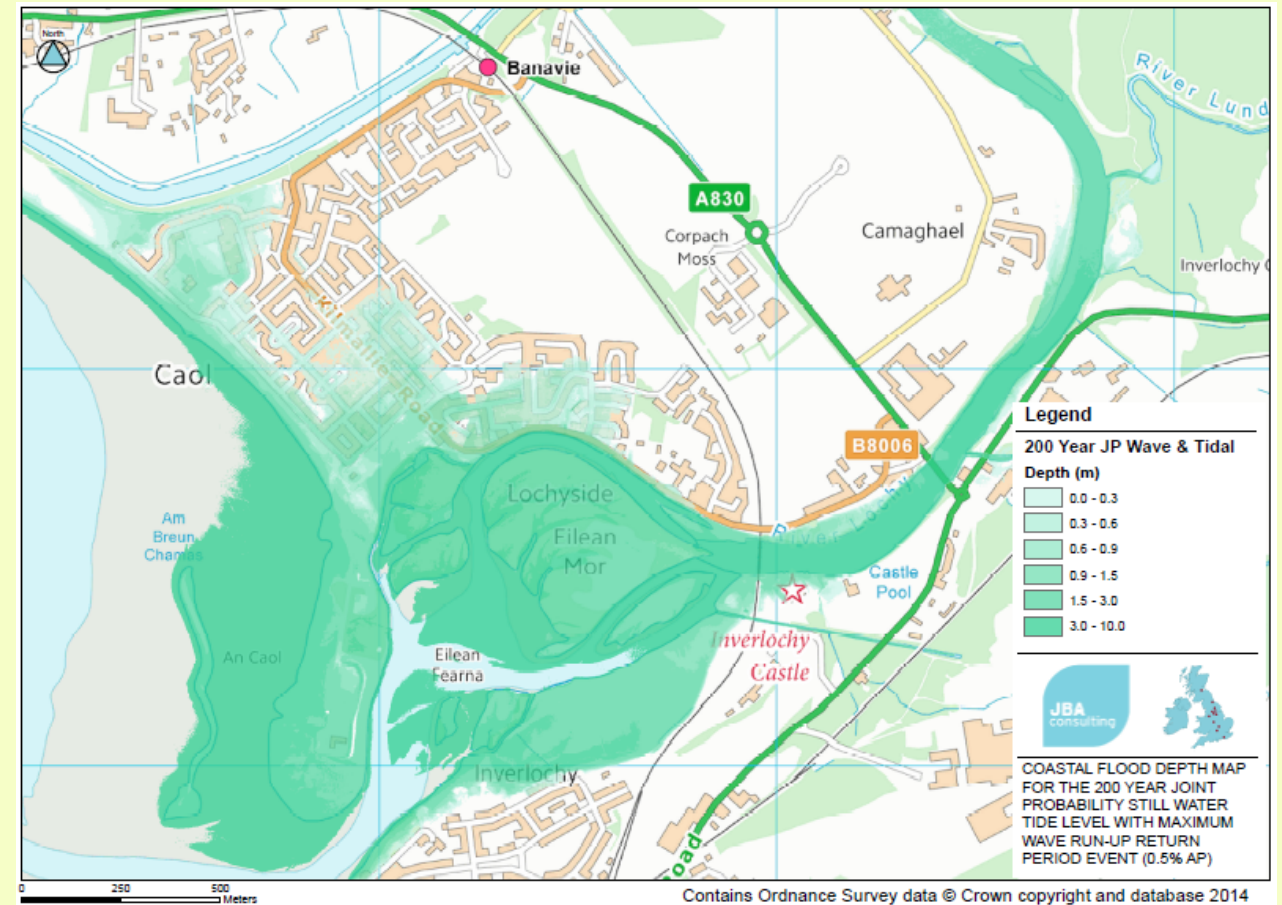 North
Banavie
River Lund
A830
Corpach
Moss
Camaghael
Inverlochy C
Kilmallie Road
Caol
B8006
Lochyside
River Lochy
Eilean
Mor
Am
Breun
Chamas
Castle
Pool
Inverlochy
Castle
An Caol
Eilean
Fearna
Inverlochy
oad
Legend
200 Year JP Wave & Tidal
Depth (m)
0.0 - 0.3
0.3 - 0.6
0.6 - 0.9
0.9 - 1.5
1.5 - 3.0
3.0 - 10.0
JBA
consulting
COASTAL FLOOD DEPTH MAP
FOR THE 200 YEAR JOINT
PROBABILITY STILL WATER
TIDE LEVEL WITH MAXIMUM
WAVE RUN-UP RETURN
PERIOD EVENT (0.5% AP)
0 250 500
Meters
Contains Ordnance Survey data © Crown copyright and database 2014